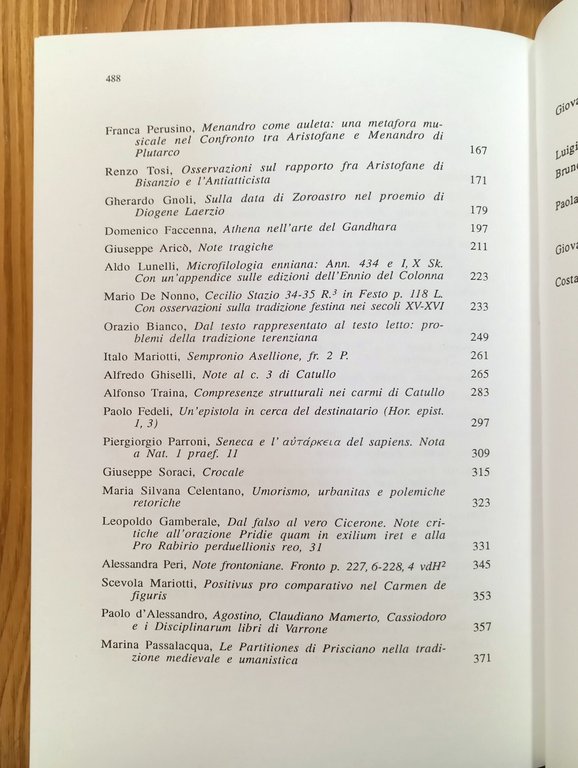 488
Franca Perusino, Menandro come auleta: una metafora mu-
sicale nel Confronto tra Aristofane e Menandro di
Plutarco 167
Renzo Tosi, Osservazioni sul rapporto fra Aristofane di
Bisanzio e l'Antiatticista 171
Gherardo Gnoli, Sulla data di Zoroastro nel proemio di
Diogene Laerzio 179
Domenico Faccenna, Athena nell'arte del Gandhara 197
Giuseppe Aricò, Note tragiche 211
Aldo Lunelli, Microfilologia enniana: Ann. 434 e I, X Sk.
Con un'appendice sulle edizioni dell'Ennio del Colonna 223
Mario De Nonno, Cecilio Stazio 34-35 R.³ in Festo p. 118 L.
Con osservazioni sulla tradizione festina nei secoli XV-XVI 233
Orazio Bianco, Dal testo rappresentato al testo letto: pro-
blemi della tradizione terenziana 249
Italo Mariotti, Sempronio Asellione, fr. 2 P. 261
Alfredo Ghiselli, Note al c. 3 di Catullo 265
Alfonso Traina, Compresenze strutturali nei carmi di Catullo 283
Paolo Fedeli, Un'epistola in cerca del destinatario (Hor. epist.
1, 3) 297
Piergiorgio Parroni, Seneca e l' αὐτάρκεια del sapiens. Nota
a Nat. 1 praef. 11 309
Giuseppe Soraci, Crocale 315
Maria Silvana Celentano, Umorismo, urbanitas e polemiche
retoriche 323
Leopoldo Gamberale, Dal falso al vero Cicerone. Note cri-
tiche all'orazione Pridie quam in exilium iret e alla
Pro Rabirio perduellionis reo, 31 331
Alessandra Peri, Note frontoniane. Fronto p. 227, 6-228, 4 vdH² 345
Scevola Mariotti, Positivus pro comparativo nel Carmen de
figuris 353
Paolo d'Alessandro, Agostino, Claudiano Mamerto, Cassiodoro
e i Disciplinarum libri di Varrone 357
Marina Passalacqua, Le Partitiones di Prisciano nella tradi-
zione medievale e umanistica 371
Giova
Luigi
Brun
Paola
Giova
Costa